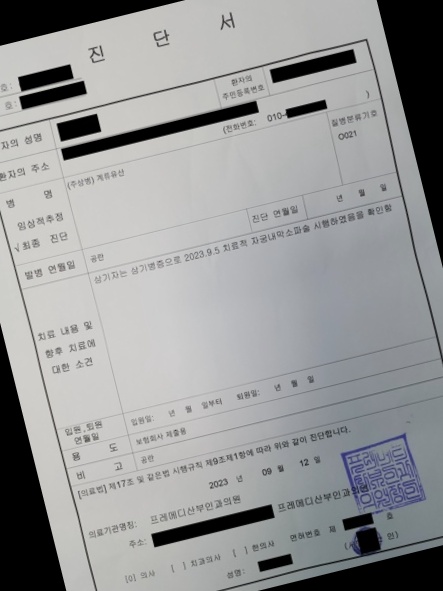 진 단 서
호:
호:
환자의 성명
환자의 주민등록번호
환자의 주소
(전화번호: 010- )
병 명
(주상병) 계류유산
질병분류기호
O021
임상적추정
√ 최종 진단
진단 연월일
년 월 일
발병 연월일
공란
치료 내용 및 향후 치료에 대한 소견
상기자는 상기병증으로 2023.9.5 치료적 자궁내막소파술 시행하였음을 확인함
입원.퇴원 연월일
입원일: 년 월 일부터 퇴원일: 년 월 일
용 도
보험회사 제출용
비 고
공란
[의료법] 제17조 및 같은법 시행규칙 제9조제1항에 따라 위와 같이 진단합니다.
2023 년 09 월 12 일
의료기관명칭: 프레메디산부인과의원 프레메디산부인과의원
주소:
[0] 의사 [ ] 치과의사 [ ] 한의사 면허번호 제 호
성명: (서 인)